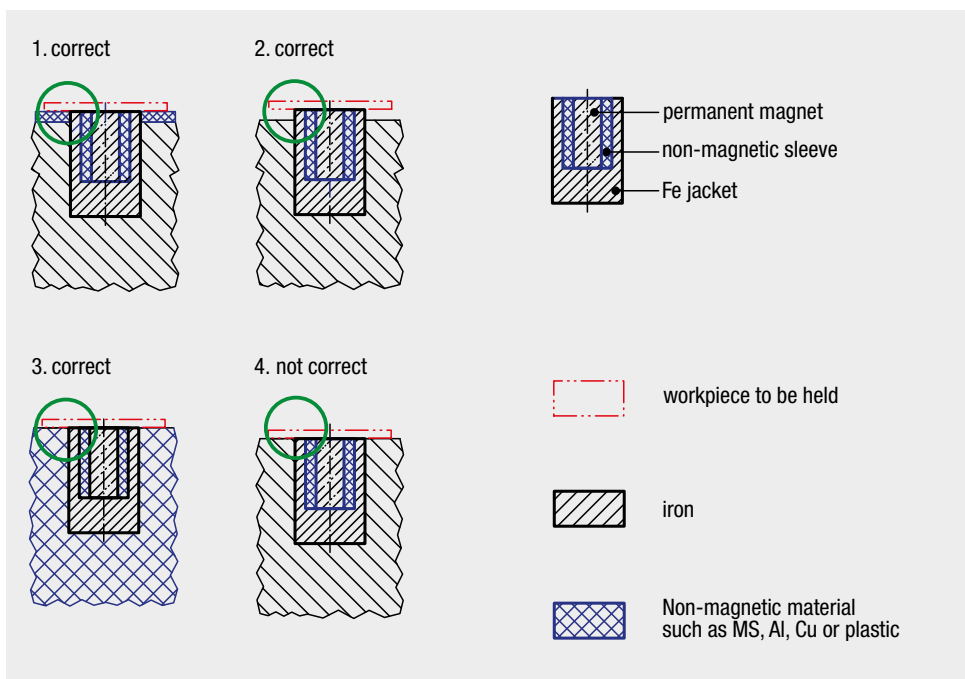 1. correct
2. correct
permanent magnet
non-magnetic sleeve
Fe jacket
3. correct
4. not correct
workpiece to be held
iron
Non-magnetic material
such as MS, Al, Cu or plastic